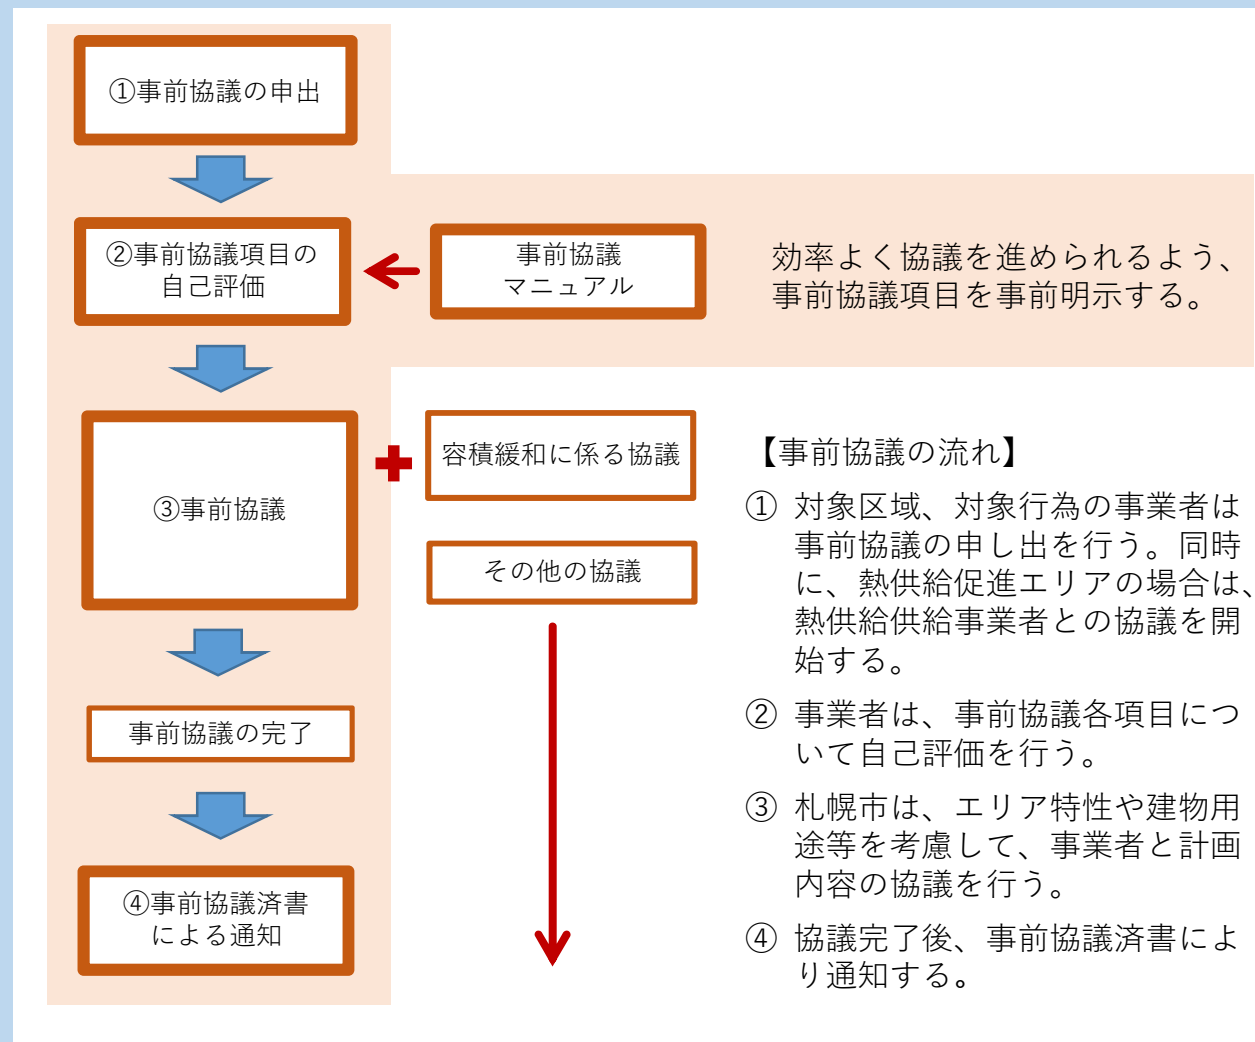 ①事前協議の申出
②事前協議項目の
自己評価
事前協議
マニュアル
効率よく協議を進められるよう、
事前協議項目を事前明示する。
③事前協議
容積緩和に係る協議
その他の協議
事前協議の完了
④事前協議済書
による通知
【事前協議の流れ】
① 対象区域、対象行為の事業者は
事前協議の申し出を行う。同時
に、熱供給促進エリアの場合は、
熱供給供給事業者との協議を開
始する。
② 事業者は、事前協議各項目につ
いて自己評価を行う。
③ 札幌市は、エリア特性や建物用
途等を考慮して、事業者と計画
内容の協議を行う。
④ 協議完了後、事前協議済書によ
り通知する。